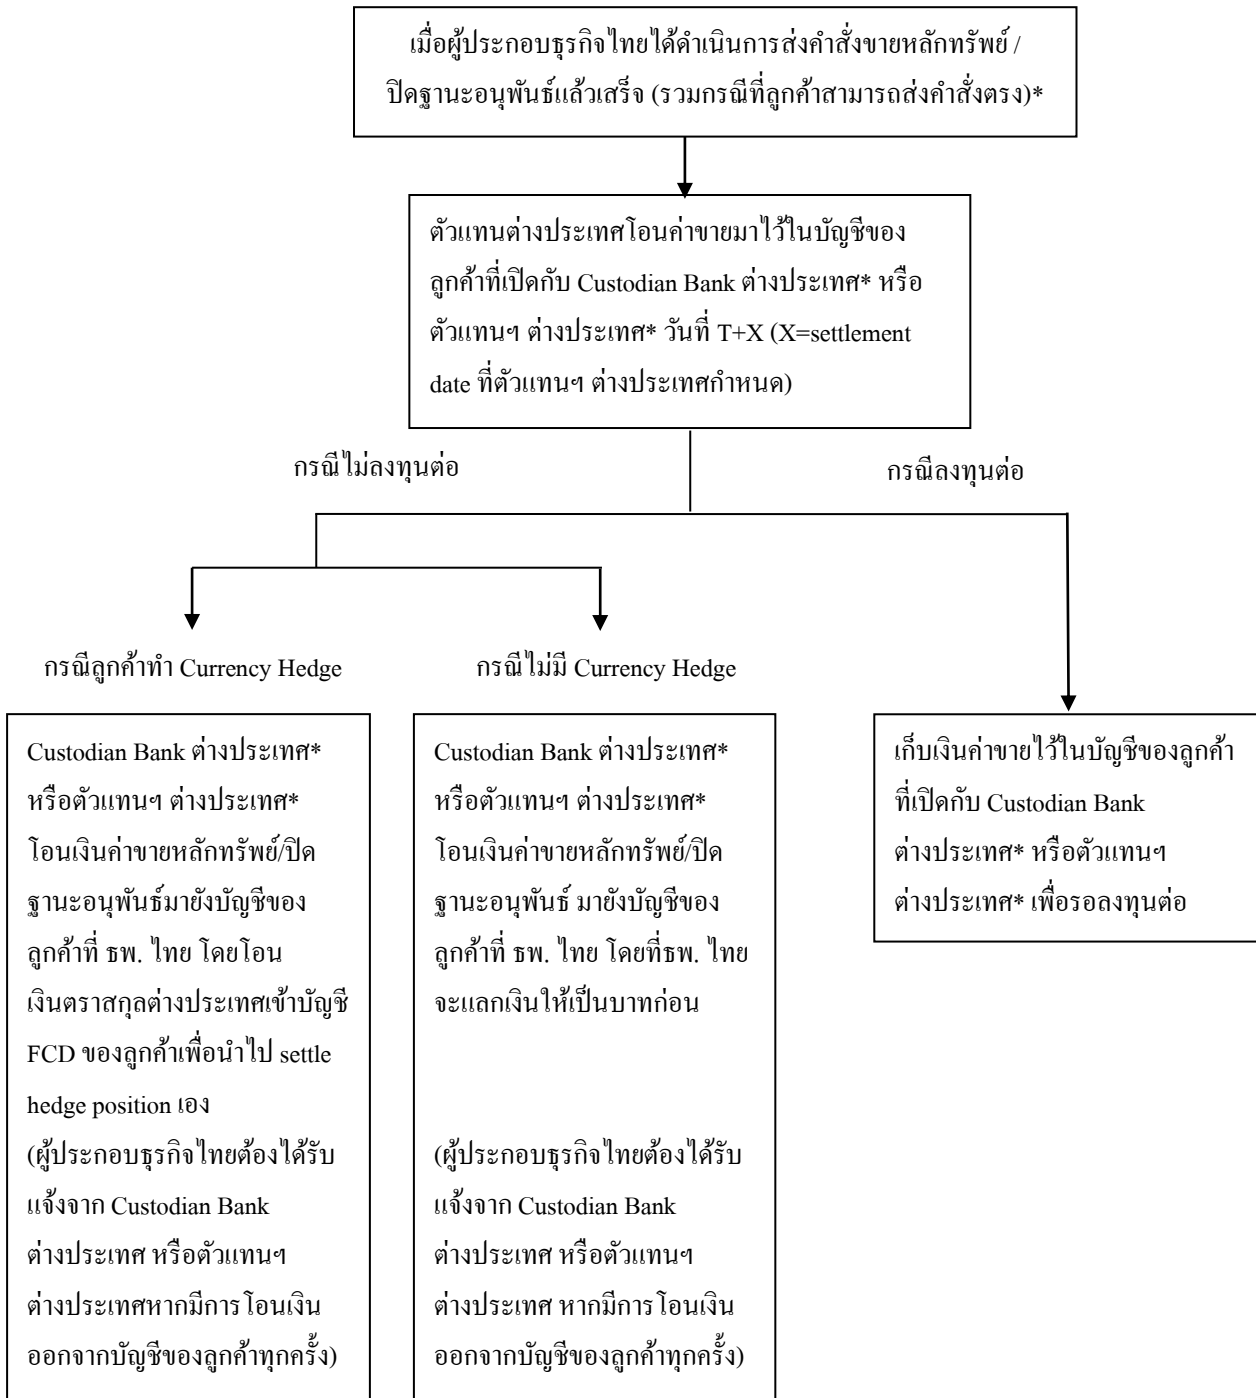 เมื่อผู้ประกอบธุรกิจไทยได้ดำเนินการส่งคำสั่งขายหลักทรัพย์ /
ปิดฐานะอนุพันธ์แล้วเสร็จ (รวมกรณีที่ลูกค้าสามารถส่งคำสั่งตรง)*
ตัวแทนต่างประเทศโอนค่าขายมาไว้ในบัญชีของ
ลูกค้าที่เปิดกับ Custodian Bank ต่างประเทศ* หรือ
ตัวแทนฯ ต่างประเทศ* วันที่ T+X (X=settlement
date ที่ตัวแทนฯ ต่างประเทศกำหนด)
กรณีไม่ลงทุนต่อ
กรณีลงทุนต่อ
กรณีลูกค้าทำ Currency Hedge
Custodian Bank ต่างประเทศ*
หรือตัวแทนฯ ต่างประเทศ*
โอนเงินค่าขายหลักทรัพย์/ปิด
ฐานะอนุพันธ์มายังบัญชีของ
ลูกค้าที่ ธพ. ไทย โดยโอน
เงินตราสกุลต่างประเทศเข้าบัญชี
FCD ของลูกค้าเพื่อนำไป settle
hedge position เอง
(ผู้ประกอบธุรกิจไทยต้องได้รับ
แจ้งจาก Custodian Bank
ต่างประเทศ หรือตัวแทนฯ
ต่างประเทศหากมีการโอนเงิน
ออกจากบัญชีของลูกค้าทุกครั้ง)
กรณีไม่มี Currency Hedge
Custodian Bank ต่างประเทศ*
หรือตัวแทนฯ ต่างประเทศ*
โอนเงินค่าขายหลักทรัพย์/ปิด
ฐานะอนุพันธ์ มายังบัญชีของ
ลูกค้าที่ ธพ. ไทย โดยที่ธพ. ไทย
จะแลกเงินให้เป็นบาทก่อน
(ผู้ประกอบธุรกิจไทยต้องได้รับ
แจ้งจาก Custodian Bank
ต่างประเทศ หรือตัวแทนฯ
ต่างประเทศ หากมีการโอนเงิน
ออกจากบัญชีของลูกค้าทุกครั้ง)
เก็บเงินค่าขายไว้ในบัญชีของลูกค้า
ที่เปิดกับ Custodian Bank
ต่างประเทศ* หรือตัวแทนฯ
ต่างประเทศ* เพื่อรอลงทุนต่อ